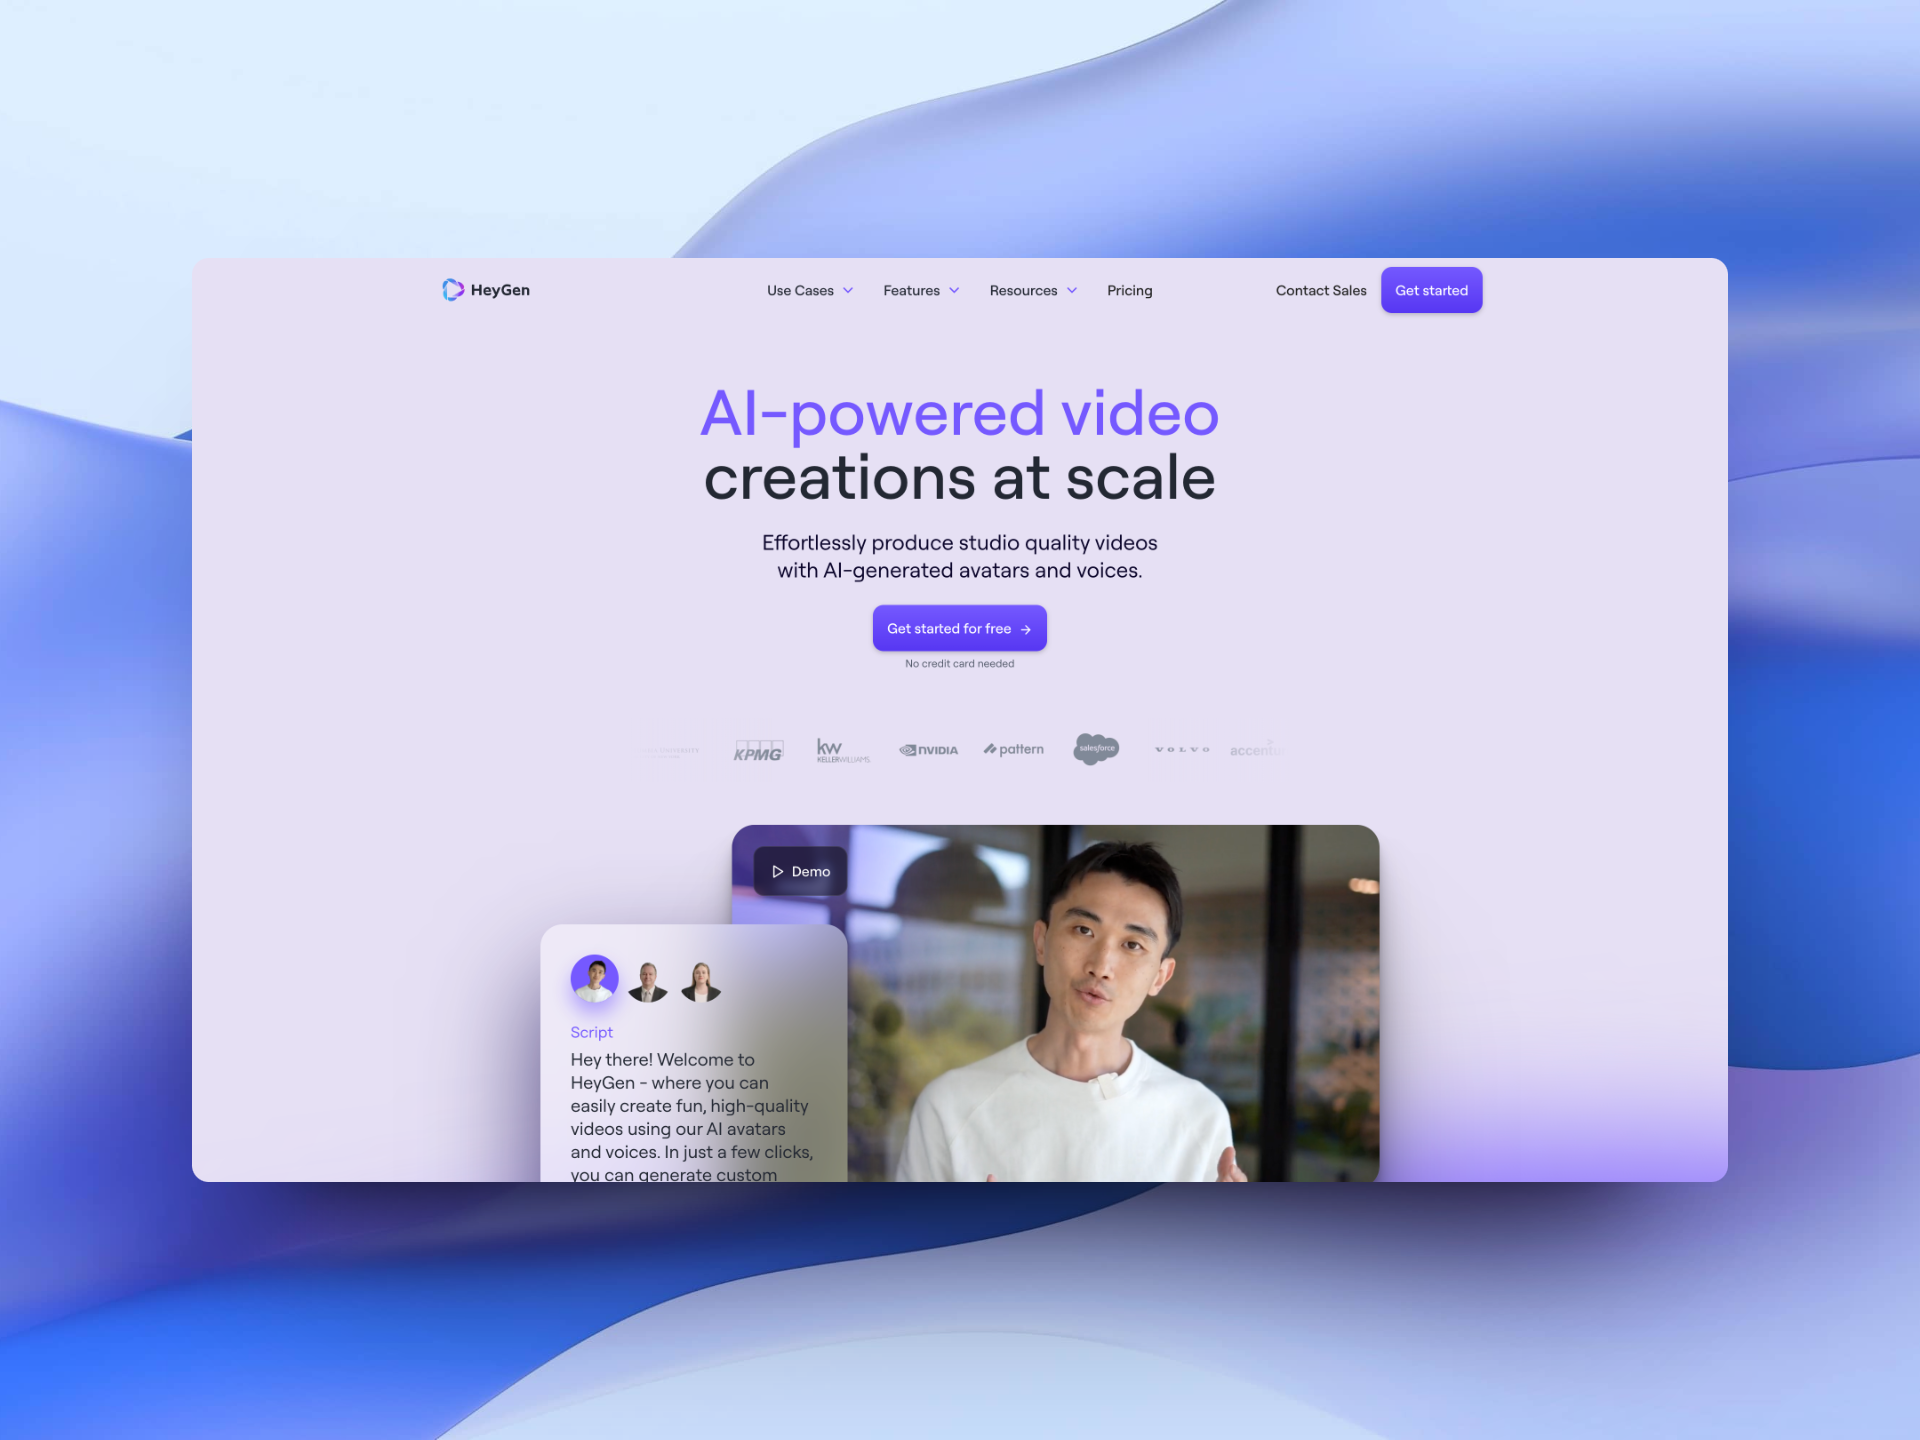 HeyGen
Use Cases
Features
Resources
Pricing
Contact Sales
Get started
AI-powered video
creations at scale
Effortlessly produce studio quality videos
with AI-generated avatars and voices.
Get started for free →
No credit card needed
UNIVERSITY
KPMG
kw
KELLERWILLIAMS
NVIDIA
pattern
salesforce
VOLVO
accentu
Demo
Script
Hey there! Welcome to
HeyGen - where you can
easily create fun, high-quality
videos using our AI avatars
and voices. In just a few clicks,
you can generate custom